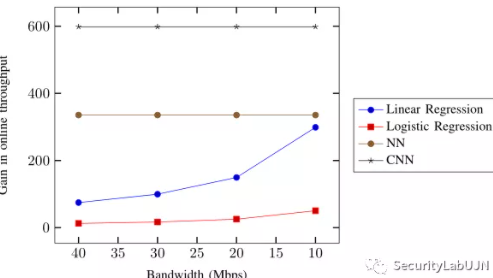 Gain in online throughput
600
400
200
0
40 35 30 25 20 15 10
Bandwidth (Mbps)
Linear Regression
Logistic Regression
NN
CNN
SecurityLabUJN